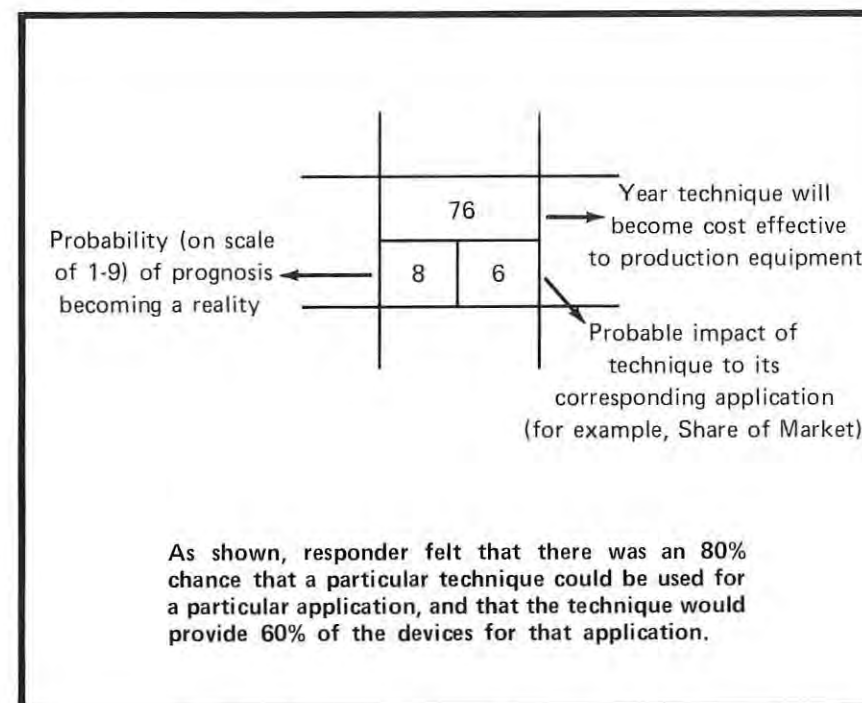 76
Year technique will
become cost effective
to production equipment
Probability (on scale
of 1-9) of prognosis
becoming a reality
8 6
Probable impact of
technique to its
corresponding application
(for example, Share of Market)
As shown, responder felt that there was an 80%
chance that a particular technique could be used for
a particular application, and that the technique would
provide 60% of the devices for that application.